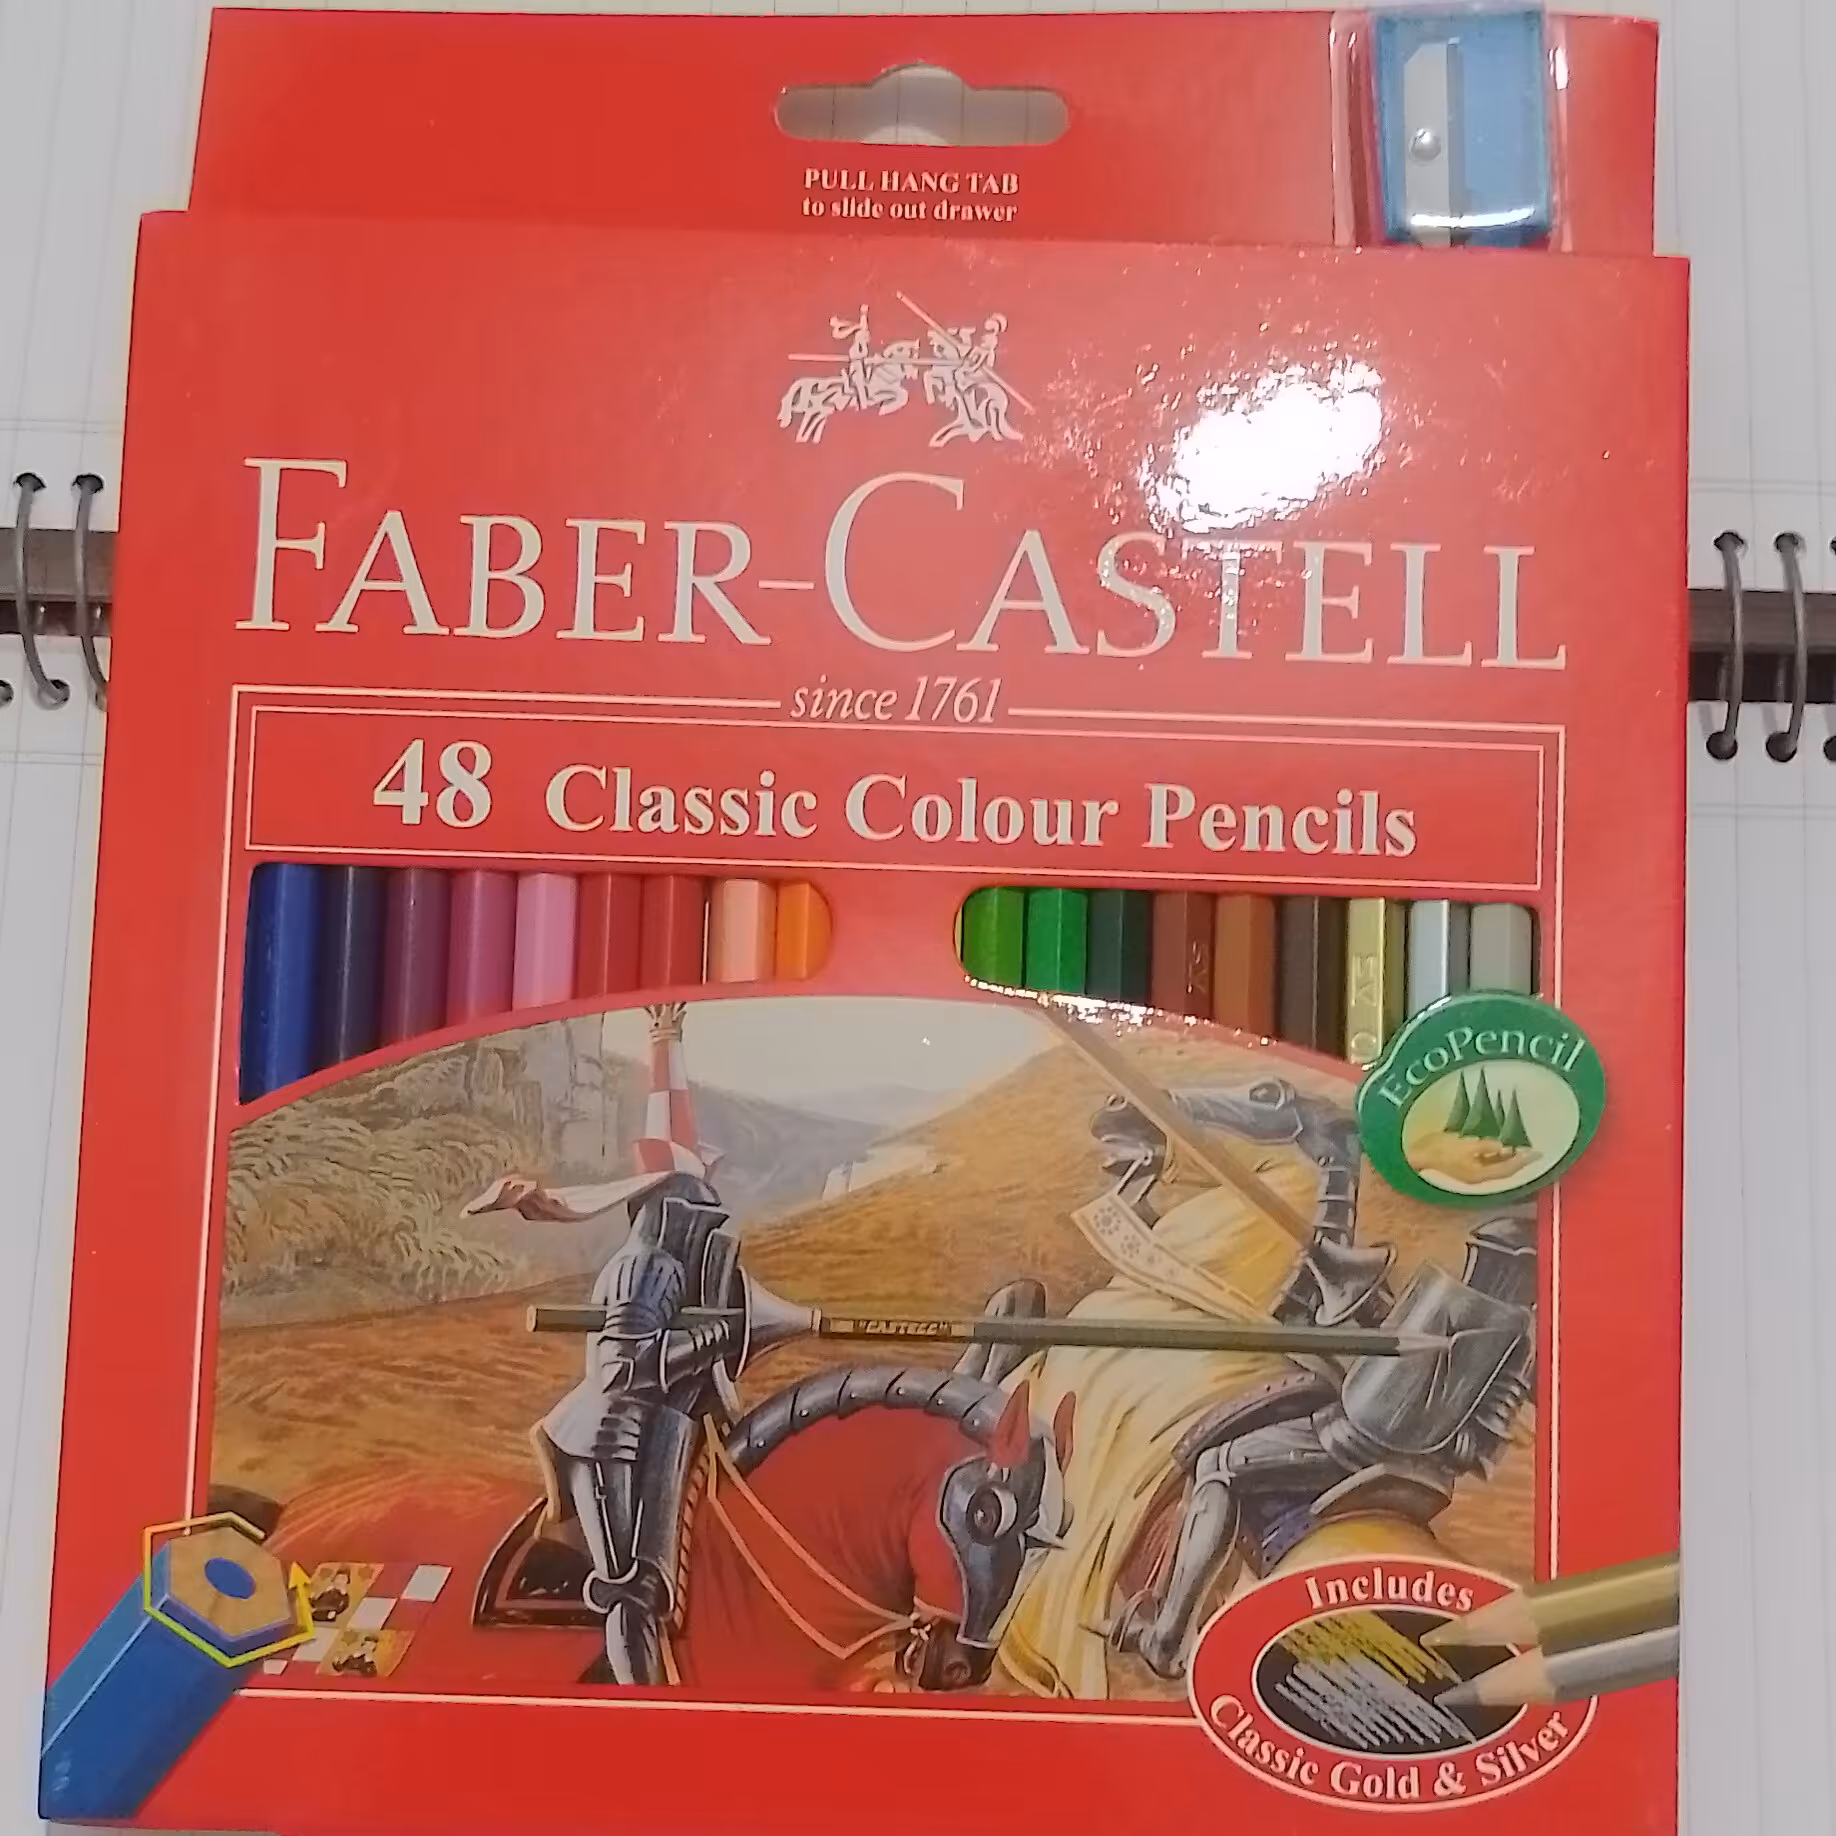 PULL HANG TAB
to slide out drawer
FABER-CASTELL
since 1761
48 Classic Colour Pencils
EcoPencil
"CASTELL"
Includes
Classic Gold & Silver